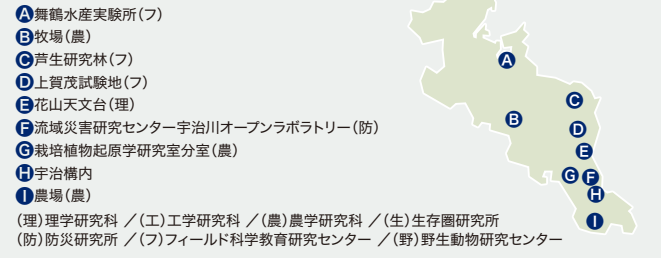 A舞鶴水産実験所(フ)
B牧場(農)
C芦生研究林(フ)
D上賀茂試験地(フ)
E花山天文台(理)
F流域災害研究センター宇治川オープンラボラトリー(防)
G栽培植物起原学研究室分室(農)
H宇治構内
I農場(農)
(理)理学研究科 /(工)工学研究科 /(農)農学研究科 /(生)生存圏研究所
(防)防災研究所 /(フ)フィールド科学教育研究センター /(野)野生動物研究センター
A
C
B
D
E
G F
H
I